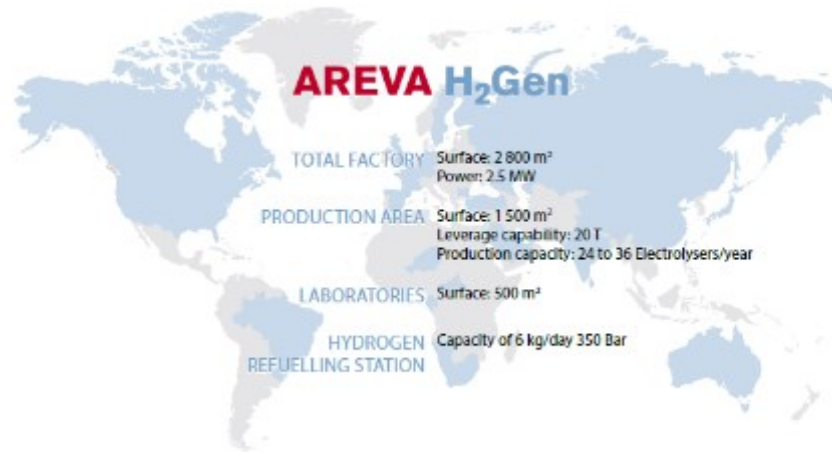 AREVA H₂Gen
TOTAL FACTORY Surface: 2 800 m²
Power: 2.5 MW
PRODUCTION AREA Surface: 1 500 m²
Leverage capability: 20 T
Production capacity: 24 to 36 Electrolysers/year
LABORATORIES Surface: 500 m²
HYDROGEN Capacity of 6 kg/day 350 Bar
REFUELLING STATION